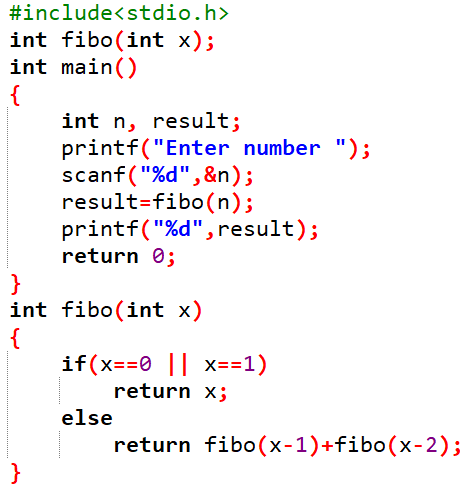 #include<stdio.h>
int fibo(int x);
int main()
{
    int n, result;
    printf("Enter number ");
    scanf("%d",&n);
    result=fibo(n);
    printf("%d",result);
    return 0;
}
int fibo(int x)
{
    if(x==0 || x==1)
        return x;
    else
        return fibo(x-1)+fibo(x-2);
}